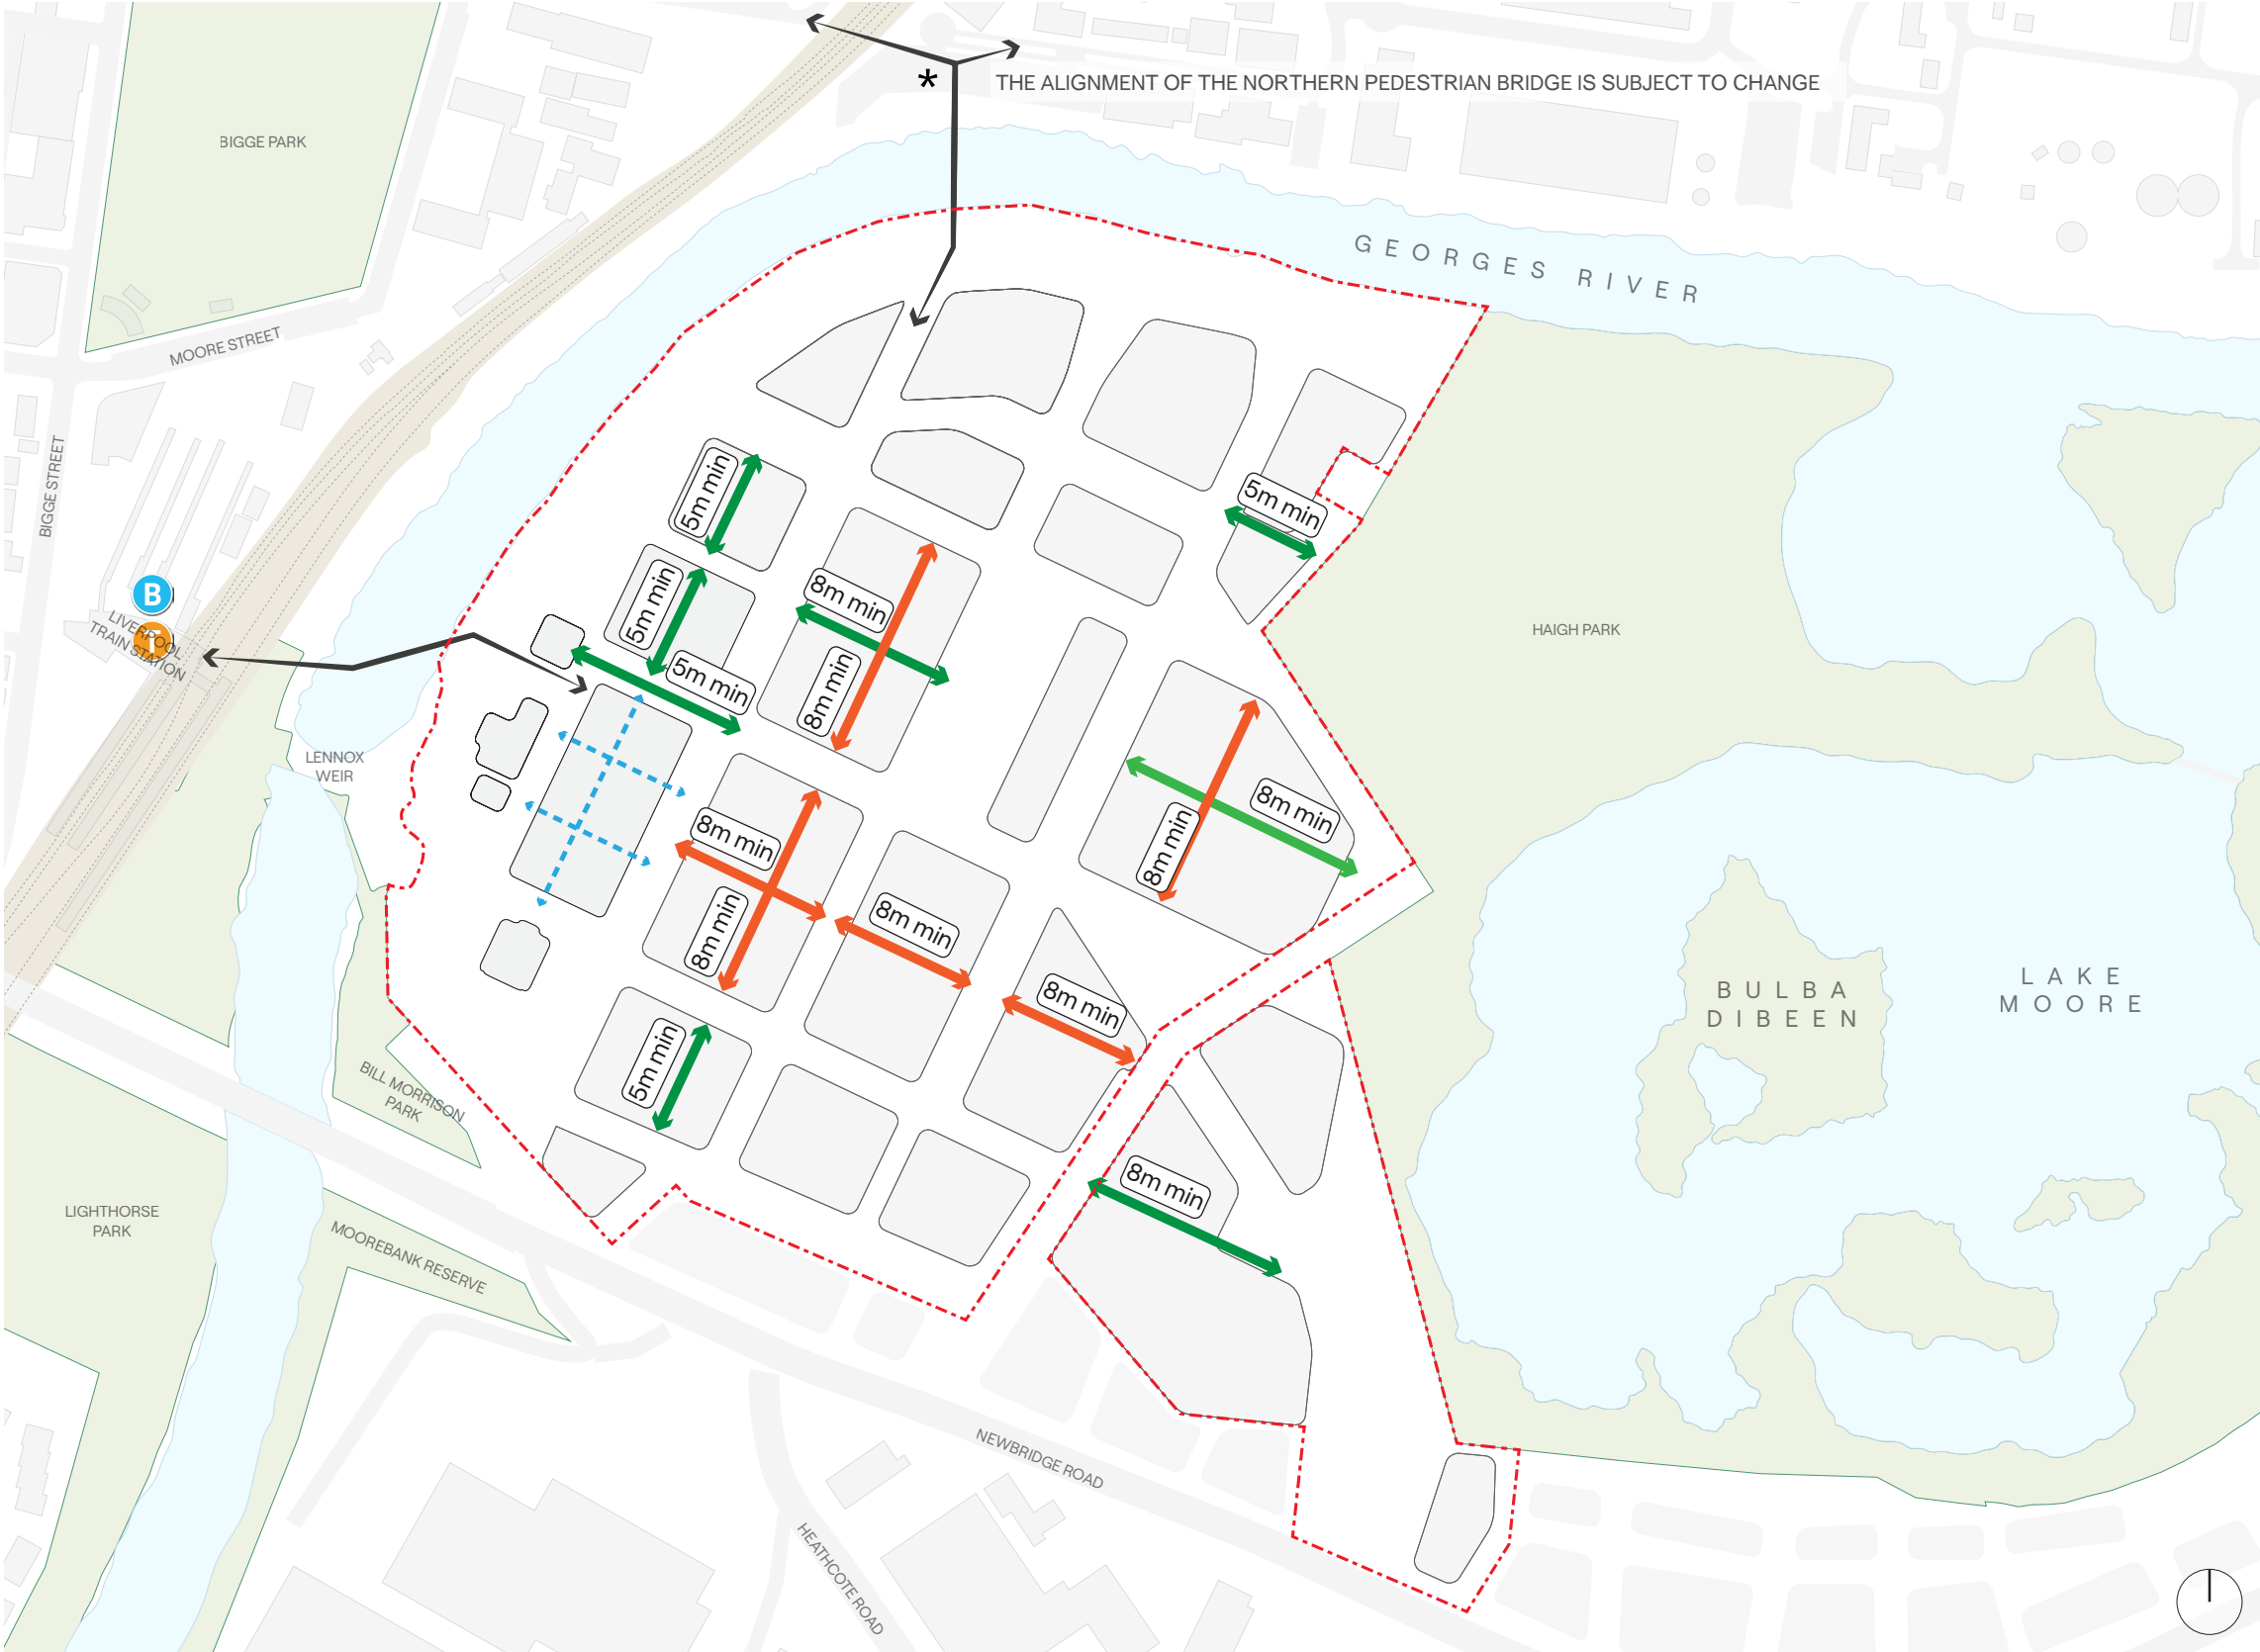 THE ALIGNMENT OF THE NORTHERN PEDESTRIAN BRIDGE IS SUBJECT TO CHANGE
*
BIGGE PARK
GEORGES RIVER
MOORE STREET
BIGGE STREET
5m min
5m min
8m min
B
T
LIVERPOOL
TRAIN STATION
5m min
HAIGH PARK
5m min
8m min
LENNOX
WEIR
8m min
8m min
8m min
8m min
8m min
8m min
BULBA
DIBEEN
LAKE
MOORE
5m min
BILL MORRISON
PARK
8m min
LIGHTHORSE
PARK
MOOREBANK RESERVE
NEWBRIDGE ROAD
HEATHCOTE ROAD